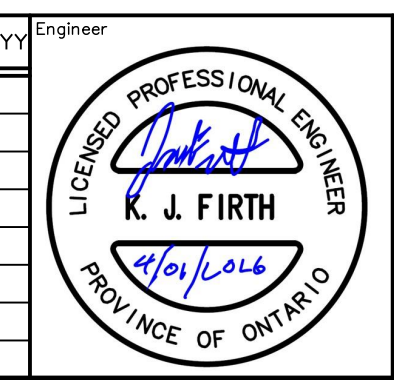 YY
Engineer
LICENSED PROFESSIONAL ENGINEER
K. J. FIRTH
4/01/2016
PROVINCE OF ONTARIO